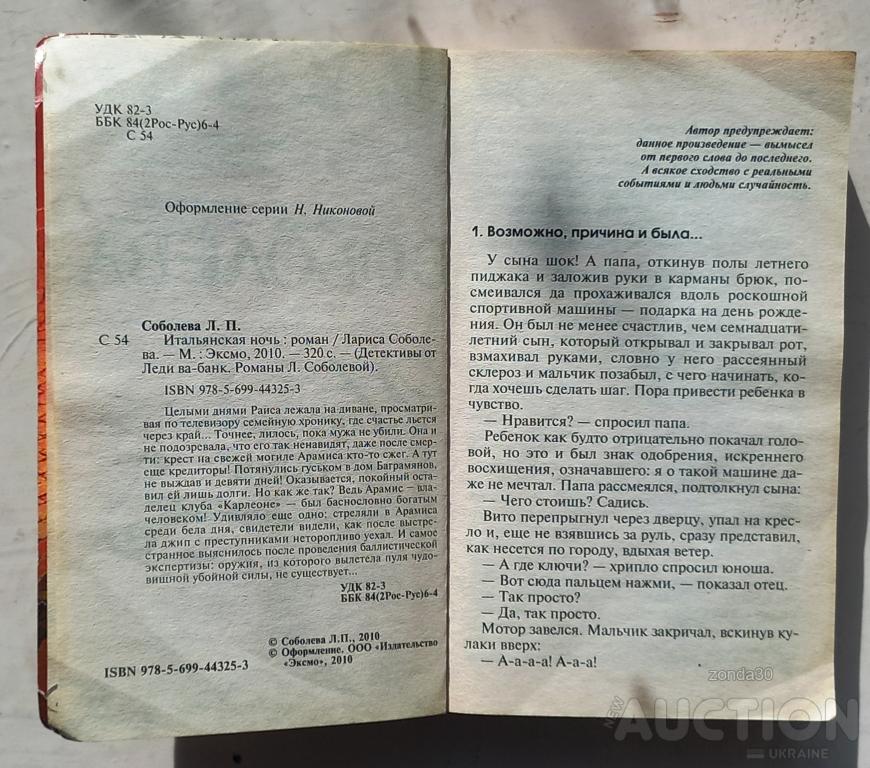 УДК 82-3
ББК 84(2Рос-Рус)6-4
С 54
Оформление серии Н. Никоновой
Соболева Л. П.
С 54 Итальянская ночь : роман / Лариса Соболе-
ва. — М. : Эксмо, 2010. — 320 с. — (Детективы от
Леди ва-банк. Романы Л. Соболевой).
ISBN 978-5-699-44325-3
Целыми днями Раиса лежала на диване, просматри-
вая по телевизору семейную хронику, где счастье льется
через край... Точнее, лилось, пока мужа не убили. Она и
не подозревала, что его так ненавидят, даже после смер-
ти: крест на свежей могиле Арамиса кто-то сжег. А тут
еще кредиторы! Потянулись гуськом в дом Баграмянов,
не выждав и девяти дней! Оказывается, покойный оста-
вил ей лишь долги. Но как же так? Ведь Арамис — вла-
делец клуба «Карлеоне» — был баснословно богатым
человеком! Удивляло еще одно: стреляли в Арамиса
среди бела дня, свидетели видели, как после выстре-
ла джип с преступниками неторопливо уехал. И самое
странное выяснилось после проведения баллистической
экспертизы: оружия, из которого вылетела пуля чудо-
вищной убойной силы, не существует...
УДК 82-3
ББК 84(2Рос-Рус)6-4
© Соболева Л.П., 2010
© Оформление. ООО «Издательство
«Эксмо», 2010
ISBN 978-5-699-44325-3
Автор предупреждает:
данное произведение — вымысел
от первого слова до последнего.
А всякое сходство с реальными
событиями и людьми случайность.
1. Возможно, причина и была...
У сына шок! А папа, откинув полы летнего
пиджака и заложив руки в карманы брюк, по-
смеивался да прохаживался вдоль роскошной
спортивной машины — подарка на день рожде-
ния. Он был не менее счастлив, чем семнадцати-
летний сын, который открывал и закрывал рот,
взмахивал руками, словно у него рассеянный
склероз и мальчик позабыл, с чего начинать, ко-
гда хочешь сделать шаг. Пора привести ребенка в
чувство.
— Нравится? — спросил папа.
Ребенок как будто отрицательно покачал голо-
вой, но это и был знак одобрения, искреннего
восхищения, означавшего: я о такой машине да-
же не мечтал. Папа рассмеялся, подтолкнул сына:
— Чего стоишь? Садись.
Вито перепрыгнул через дверцу, упал на крес-
ло и, еще не взявшись за руль, сразу представил,
как несется по городу, вдыхая ветер.
— А где ключи? — хрипло спросил юноша.
— Вот сюда пальцем нажми, — показал отец.
— Так просто?
— Да, так просто.
Мотор завелся. Мальчик закричал, вскинув ку-
лаки вверх:
— А-а-а-а! А-а-а!
zonda30
NEW AUCTION
UKRAINE